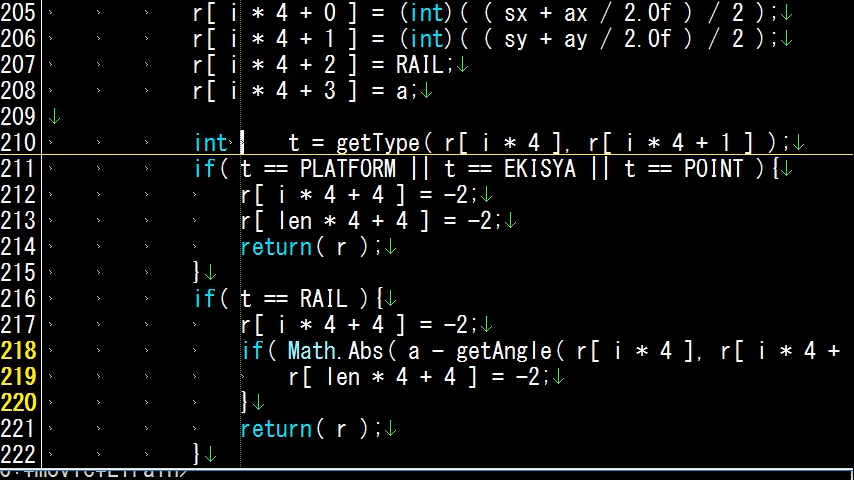 205 r[ i * 4 + 0 ] = (int)( ( sx + ax / 2.0f ) / 2 );↓
206 r[ i * 4 + 1 ] = (int)( ( sy + ay / 2.0f ) / 2 );↓
207 r[ i * 4 + 2 ] = RAIL;↓
208 r[ i * 4 + 3 ] = a;↓
209 ↓
210 int t = getType( r[ i * 4 ], r[ i * 4 + 1 ] );↓
211 if( t == PLATFORM || t == EKISYA || t == POINT ){↓
212 r[ i * 4 + 4 ] = -2;↓
213 r[ len * 4 + 4 ] = -2;↓
214 return( r );↓
215 }↓
216 if( t == RAIL ){↓
217 r[ i * 4 + 4 ] = -2;↓
218 if( Math.Abs( a - getAngle( r[ i * 4 ], r[ i * 4 +
219 r[ len * 4 + 4 ] = -2;↓
220 }↓
221 return( r );↓
222 }↓